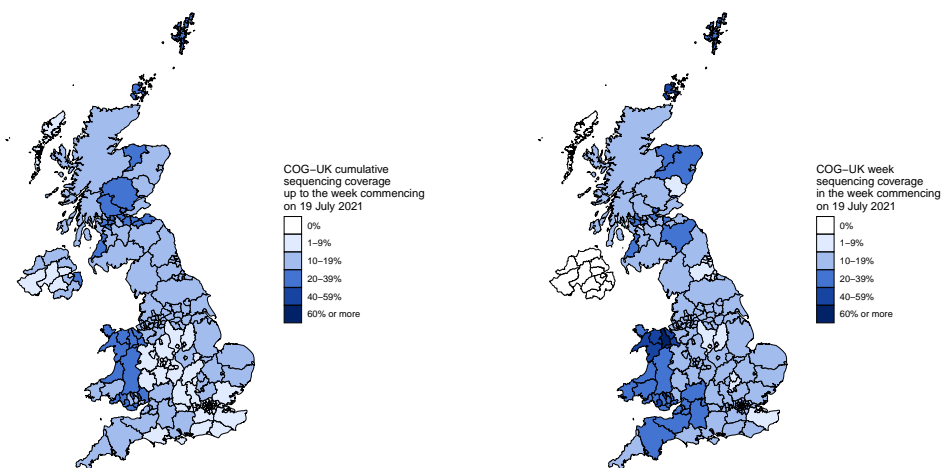 COG−UK cumulative
sequencing coverage
up to the week commencing
on 19 July 2021
0%
1−9%
10−19%
20−39%
40−59%
60% or more
COG−UK week
sequencing coverage
in the week commencing
on 19 July 2021
0%
1−9%
10−19%
20−39%
40−59%
60% or more